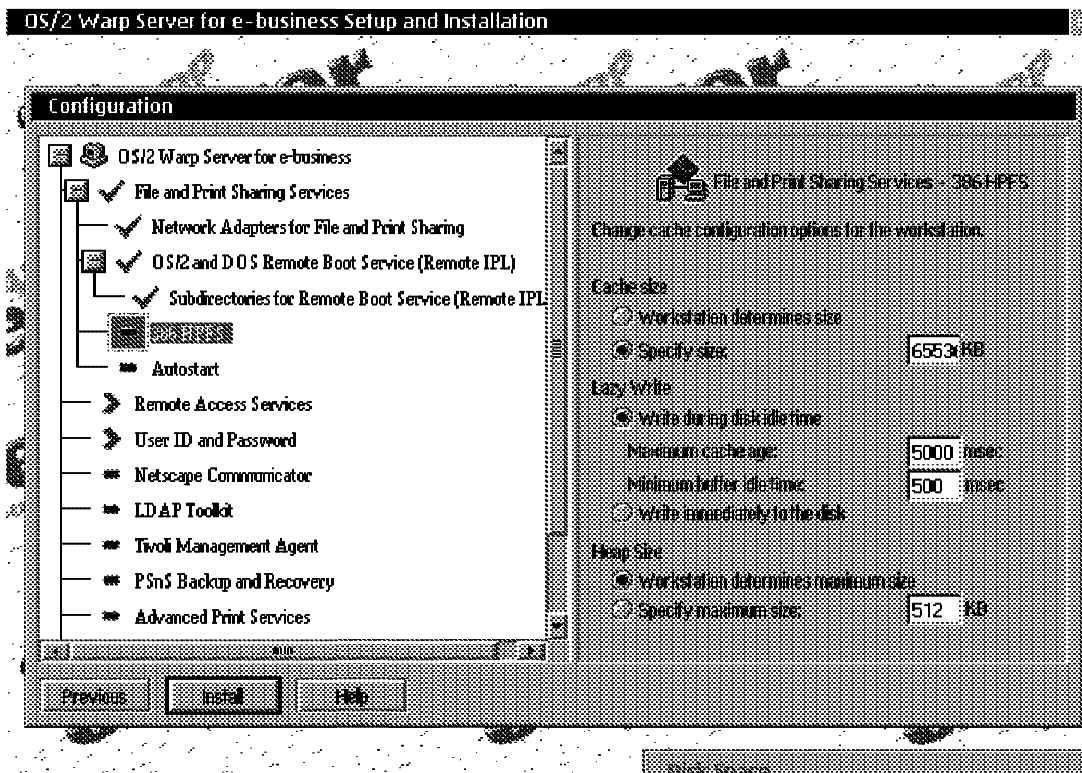 OS/2 Warp Server for e-business Setup and Installation
Configuration
OS/2 Warp Server for e-business
File and Print Sharing Services
Network Adapters for File and Print Sharing
OS/2 and DOS Remote Boot Service (Remote IPL)
Subdirectories for Remote Boot Service (Remote IPL
386 HPFS
Autostart
Remote Access Services
User ID and Password
Netscape Communicator
LDAP Toolkit
Tivoli Management Agent
PSnS Backup and Recovery
Advanced Print Services
Previous Install Help
File and Print Sharing Services - 386 HPFS
Change cache configuration options for the workstation.
Cache size
Workstation determines size
Specify size: 6553 KB
Lazy Write
Write during disk idle time
Maximum cache age: 5000 msec
Minimum buffer idle time: 500 msec
Write immediately to the disk
Heap Size
Workstation determines maximum size
Specify maximum size: 512 KB
Disk Space